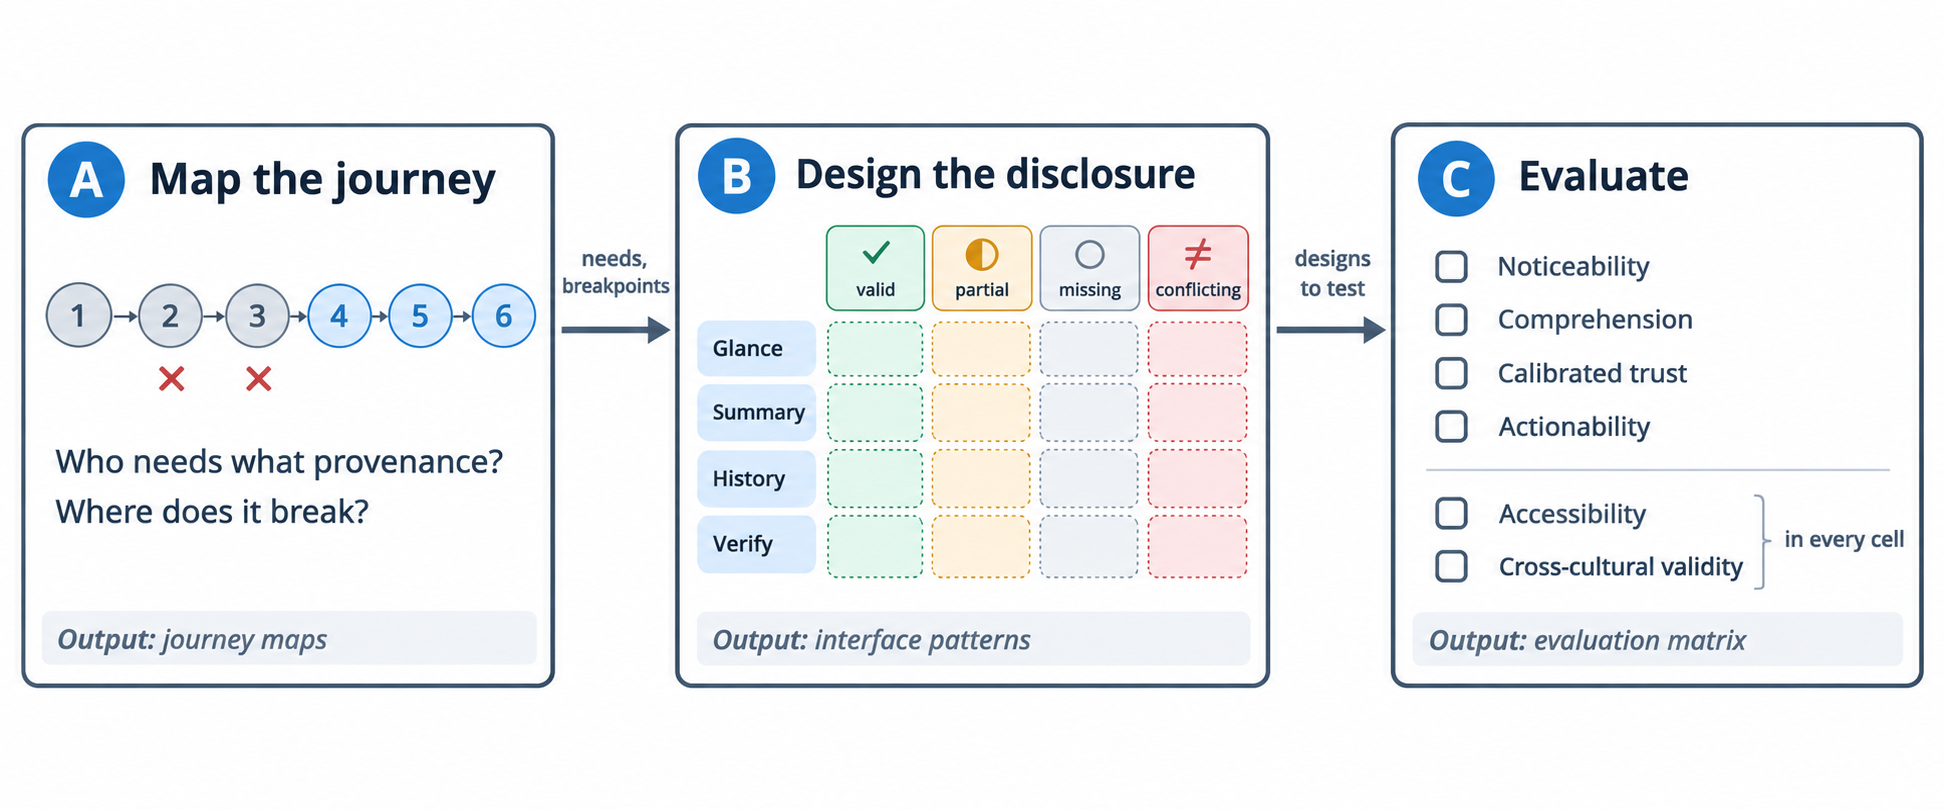 A Map the journey
1 2 3 4 5 6
Who needs what provenance?
Where does it break?
Output: journey maps
needs,
breakpoints
B Design the disclosure
valid partial missing conflicting
Glance
Summary
History
Verify
Output: interface patterns
designs
to test
C Evaluate
Noticeability
Comprehension
Calibrated trust
Actionability
Accessibility
Cross-cultural validity
in every cell
Output: evaluation matrix